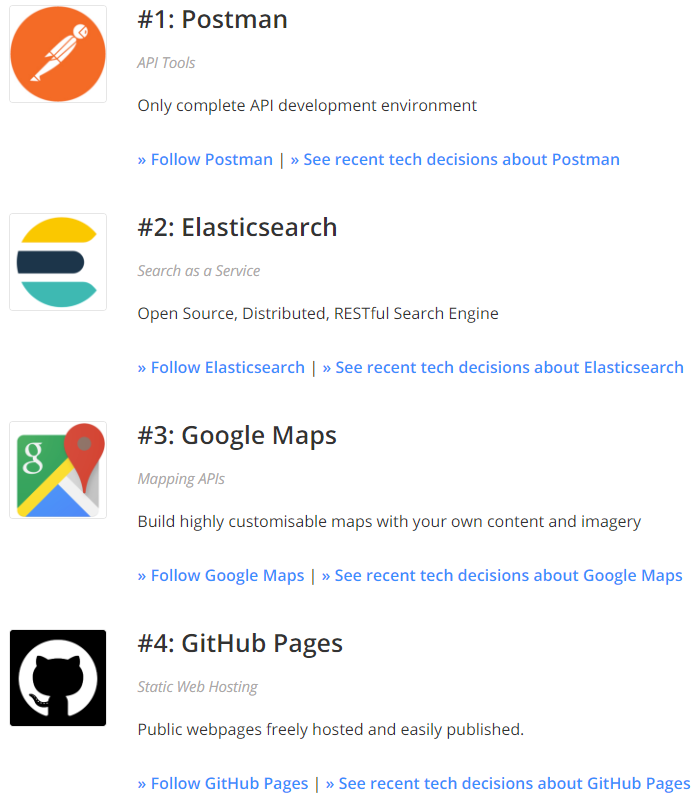 #1: Postman
API Tools
Only complete API development environment
» Follow Postman | » See recent tech decisions about Postman
#2: Elasticsearch
Search as a Service
Open Source, Distributed, RESTful Search Engine
» Follow Elasticsearch | » See recent tech decisions about Elasticsearch
g
#3: Google Maps
Mapping APIs
Build highly customisable maps with your own content and imagery
» Follow Google Maps | » See recent tech decisions about Google Maps
#4: GitHub Pages
Static Web Hosting
Public webpages freely hosted and easily published.
» Follow GitHub Pages | » See recent tech decisions about GitHub Pages